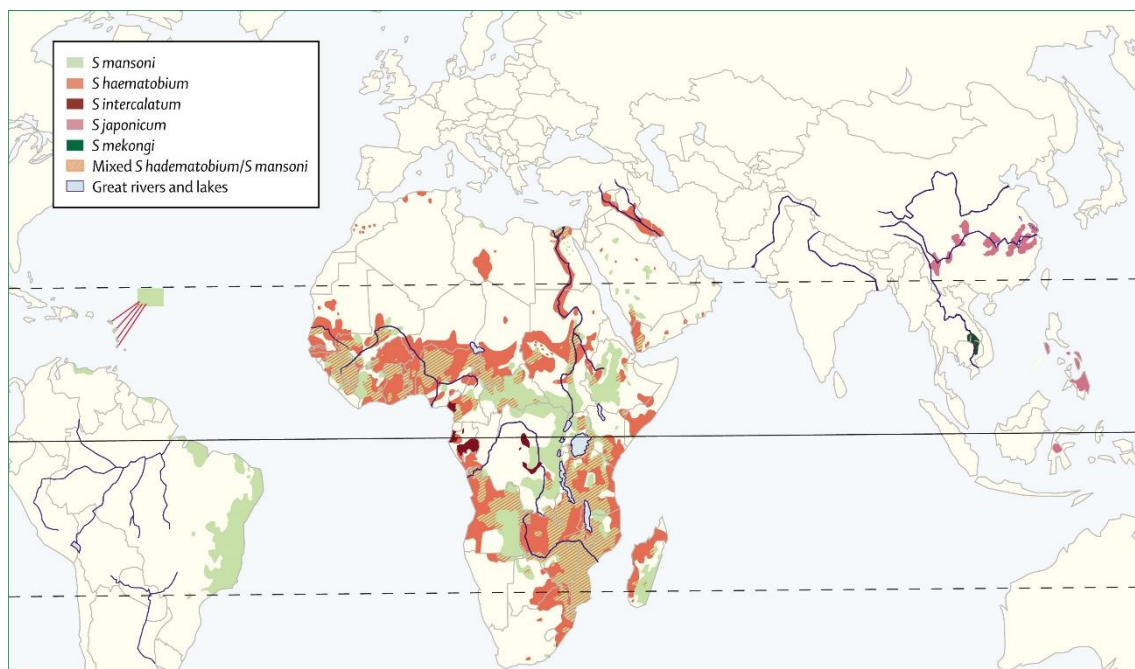 S mansoni
S haematobium
S intercalatum
S japonicum
S mekongi
Mixed S hadematobium/S mansoni
Great rivers and lakes